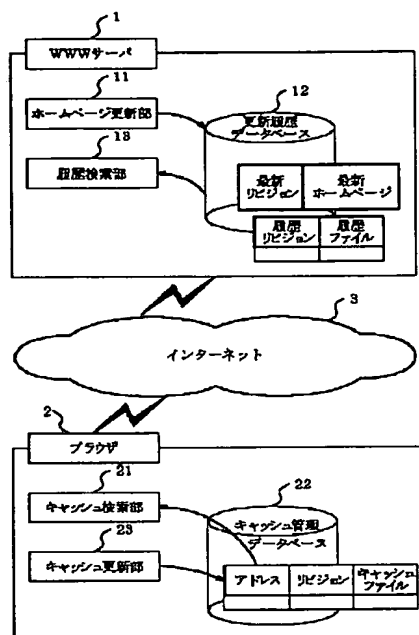 1
WWWサーバ
11
ホームページ更新部
12
更新履歴
データベース
13
履歴検索部
最新
リビジョン
最新
ホームページ
履歴
リビジョン
履歴
ファイル
3
インターネット
2
ブラウザ
21
キャッシュ検索部
22
キャッシュ管理
データベース
23
キャッシュ更新部
アドレス
リビジョン
キャッシュ
ファイル